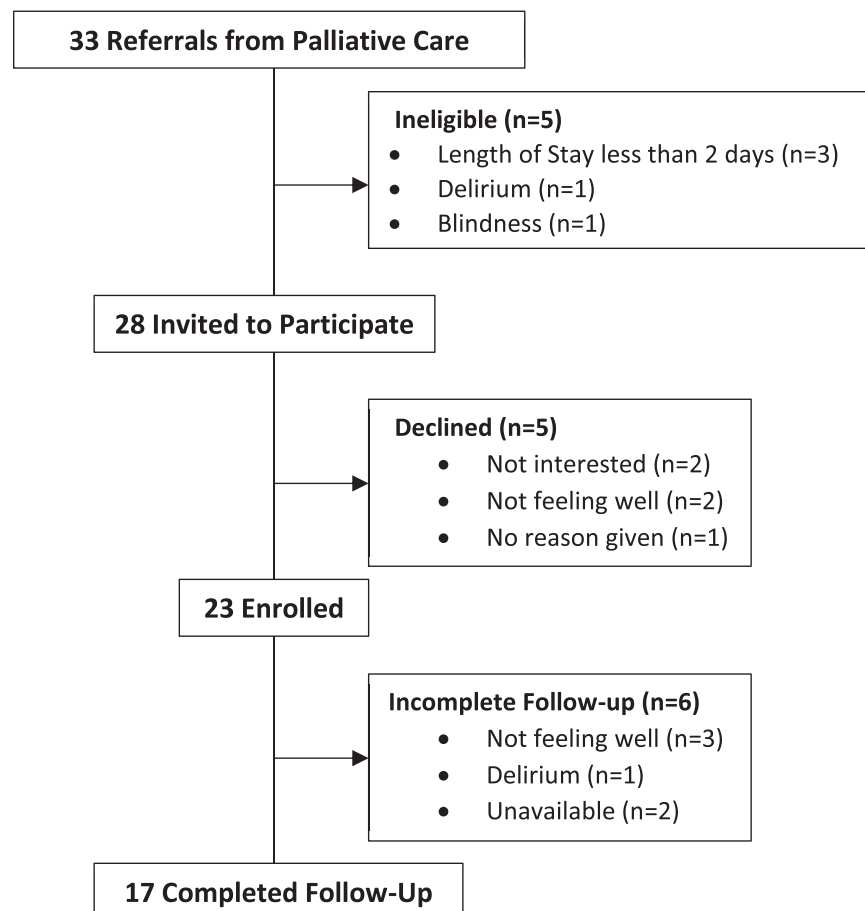 33 Referrals from Palliative Care
Ineligible (n=5)
• Length of Stay less than 2 days (n=3)
• Delirium (n=1)
• Blindness (n=1)
28 Invited to Participate
Declined (n=5)
• Not interested (n=2)
• Not feeling well (n=2)
• No reason given (n=1)
23 Enrolled
Incomplete Follow-up (n=6)
• Not feeling well (n=3)
• Delirium (n=1)
• Unavailable (n=2)
17 Completed Follow-Up